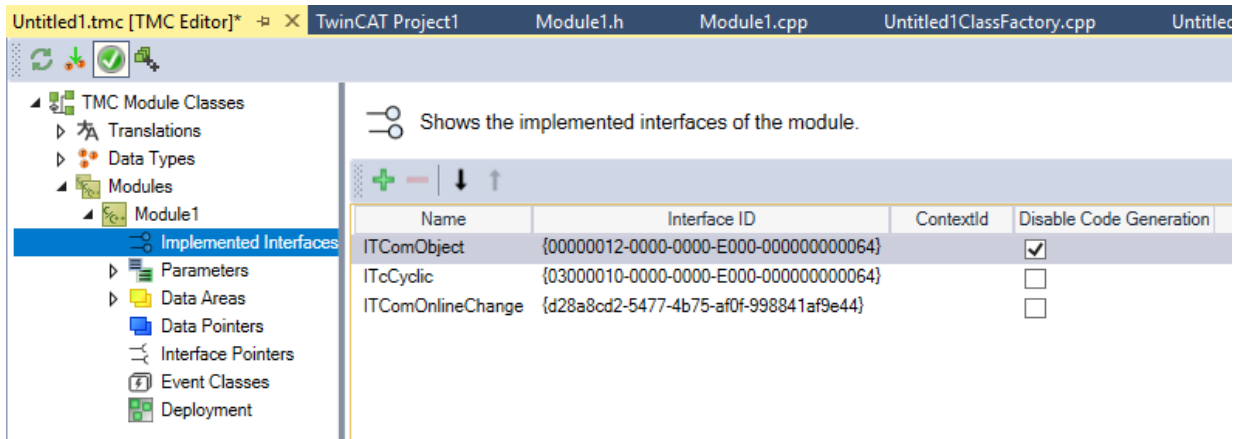 Untitled1.tmc [TMC Editor]* TwinCAT Project1 Module1.h Module1.cpp Untitled1ClassFactory.cpp Untitled
TMC Module Classes
Translations
Data Types
Modules
Module1
Implemented Interfaces
Parameters
Data Areas
Data Pointers
Interface Pointers
Event Classes
Deployment
Shows the implemented interfaces of the module.
Name Interface ID ContextId Disable Code Generation
ITComObject {00000012-0000-0000-E000-000000000064}
ITcCyclic {03000010-0000-0000-E000-000000000064}
ITComOnlineChange {d28a8cd2-5477-4b75-af0f-998841af9e44}